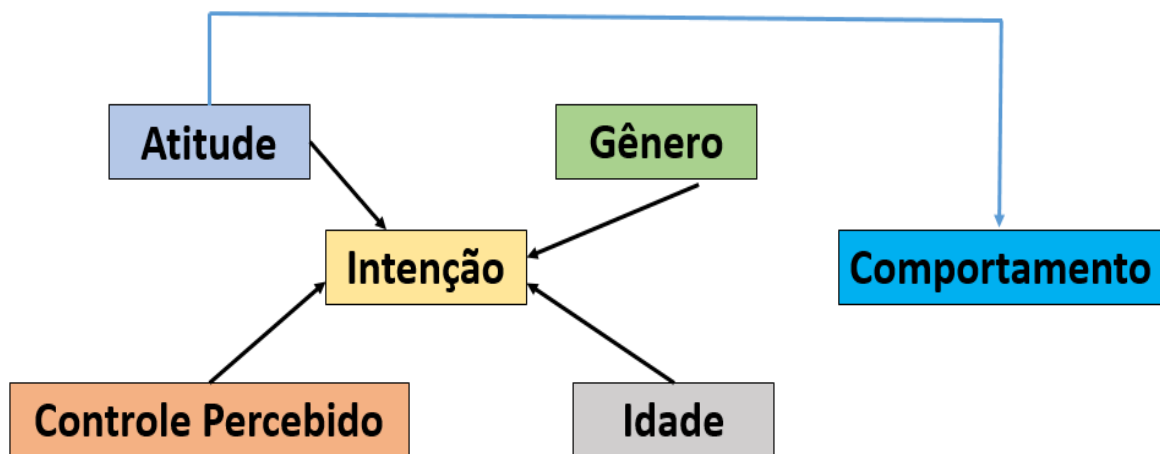 Atitude
Gênero
Intenção
Comportamento
Controle Percebido
Idade